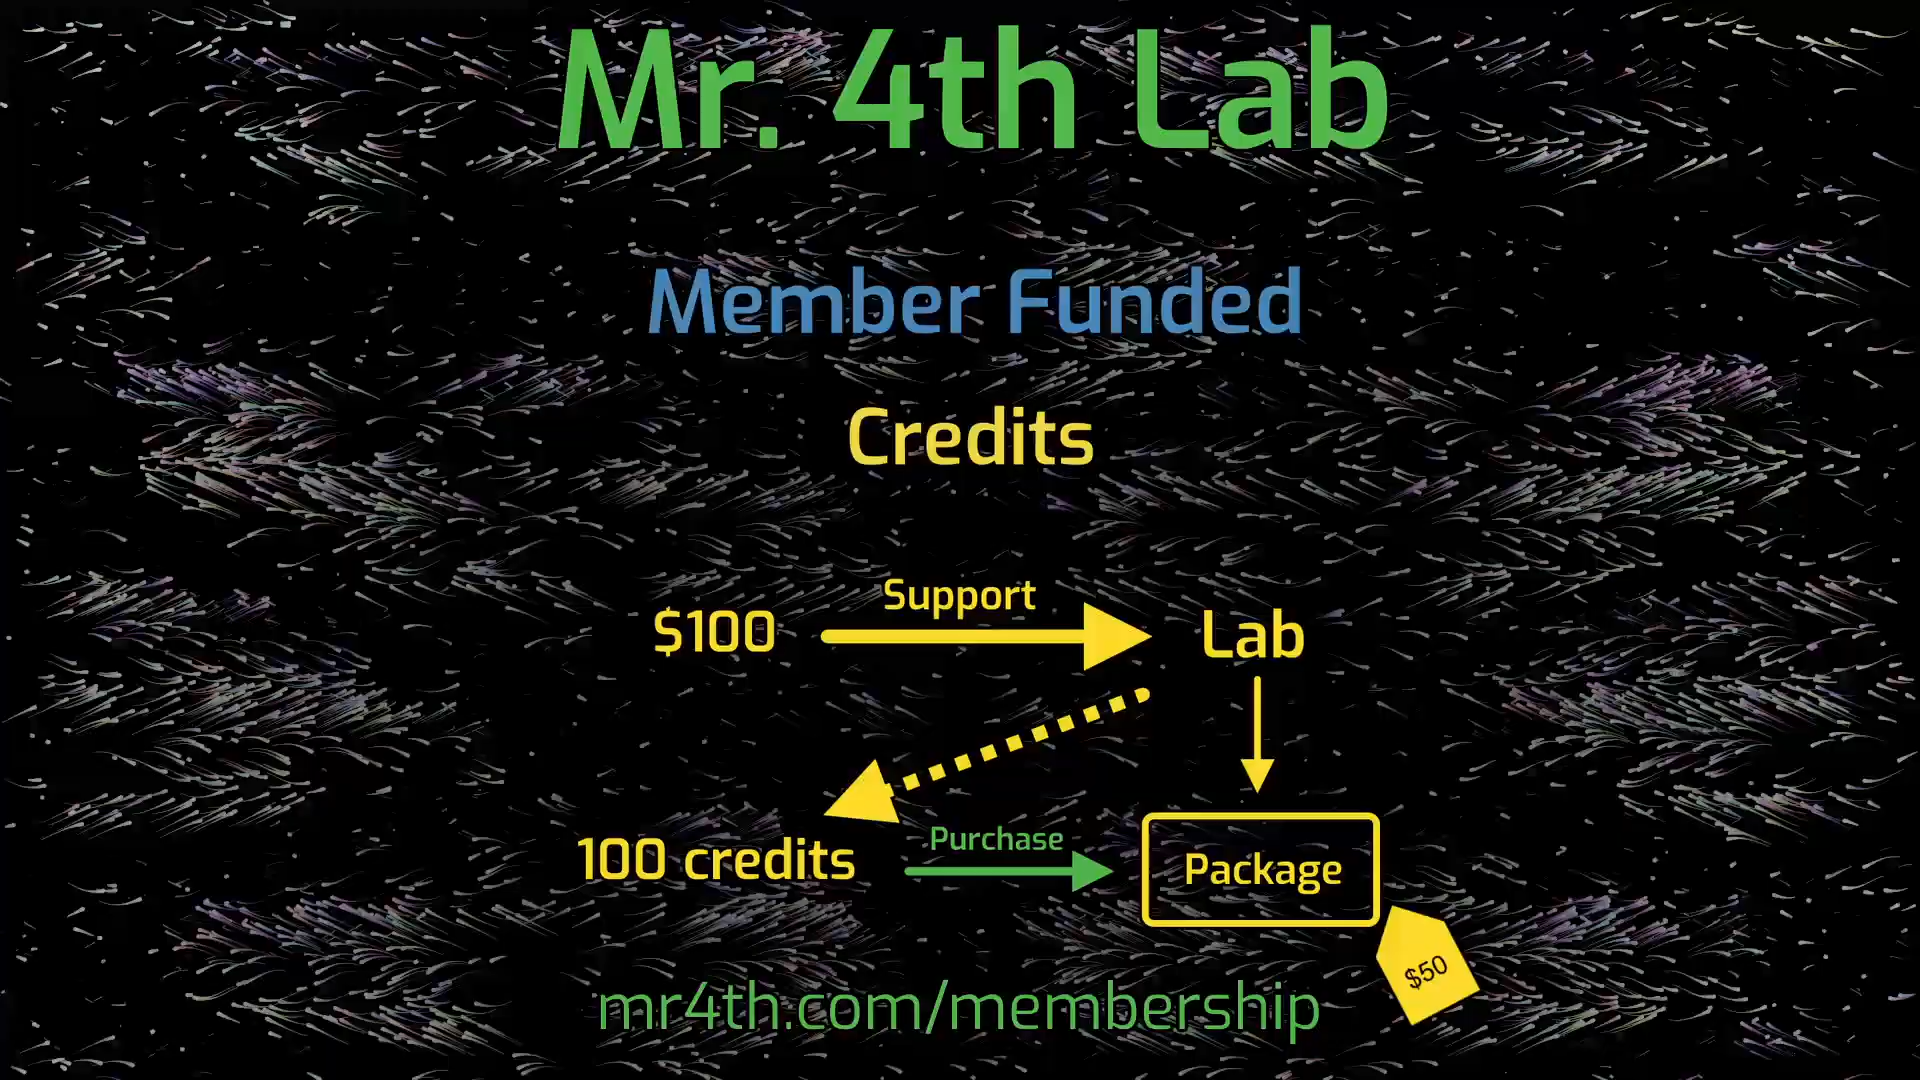 Mr. 4th Lab
Member Funded
Credits
Support
$100
Lab
100 credits
Purchase
Package
$50
mr4th.com/membership